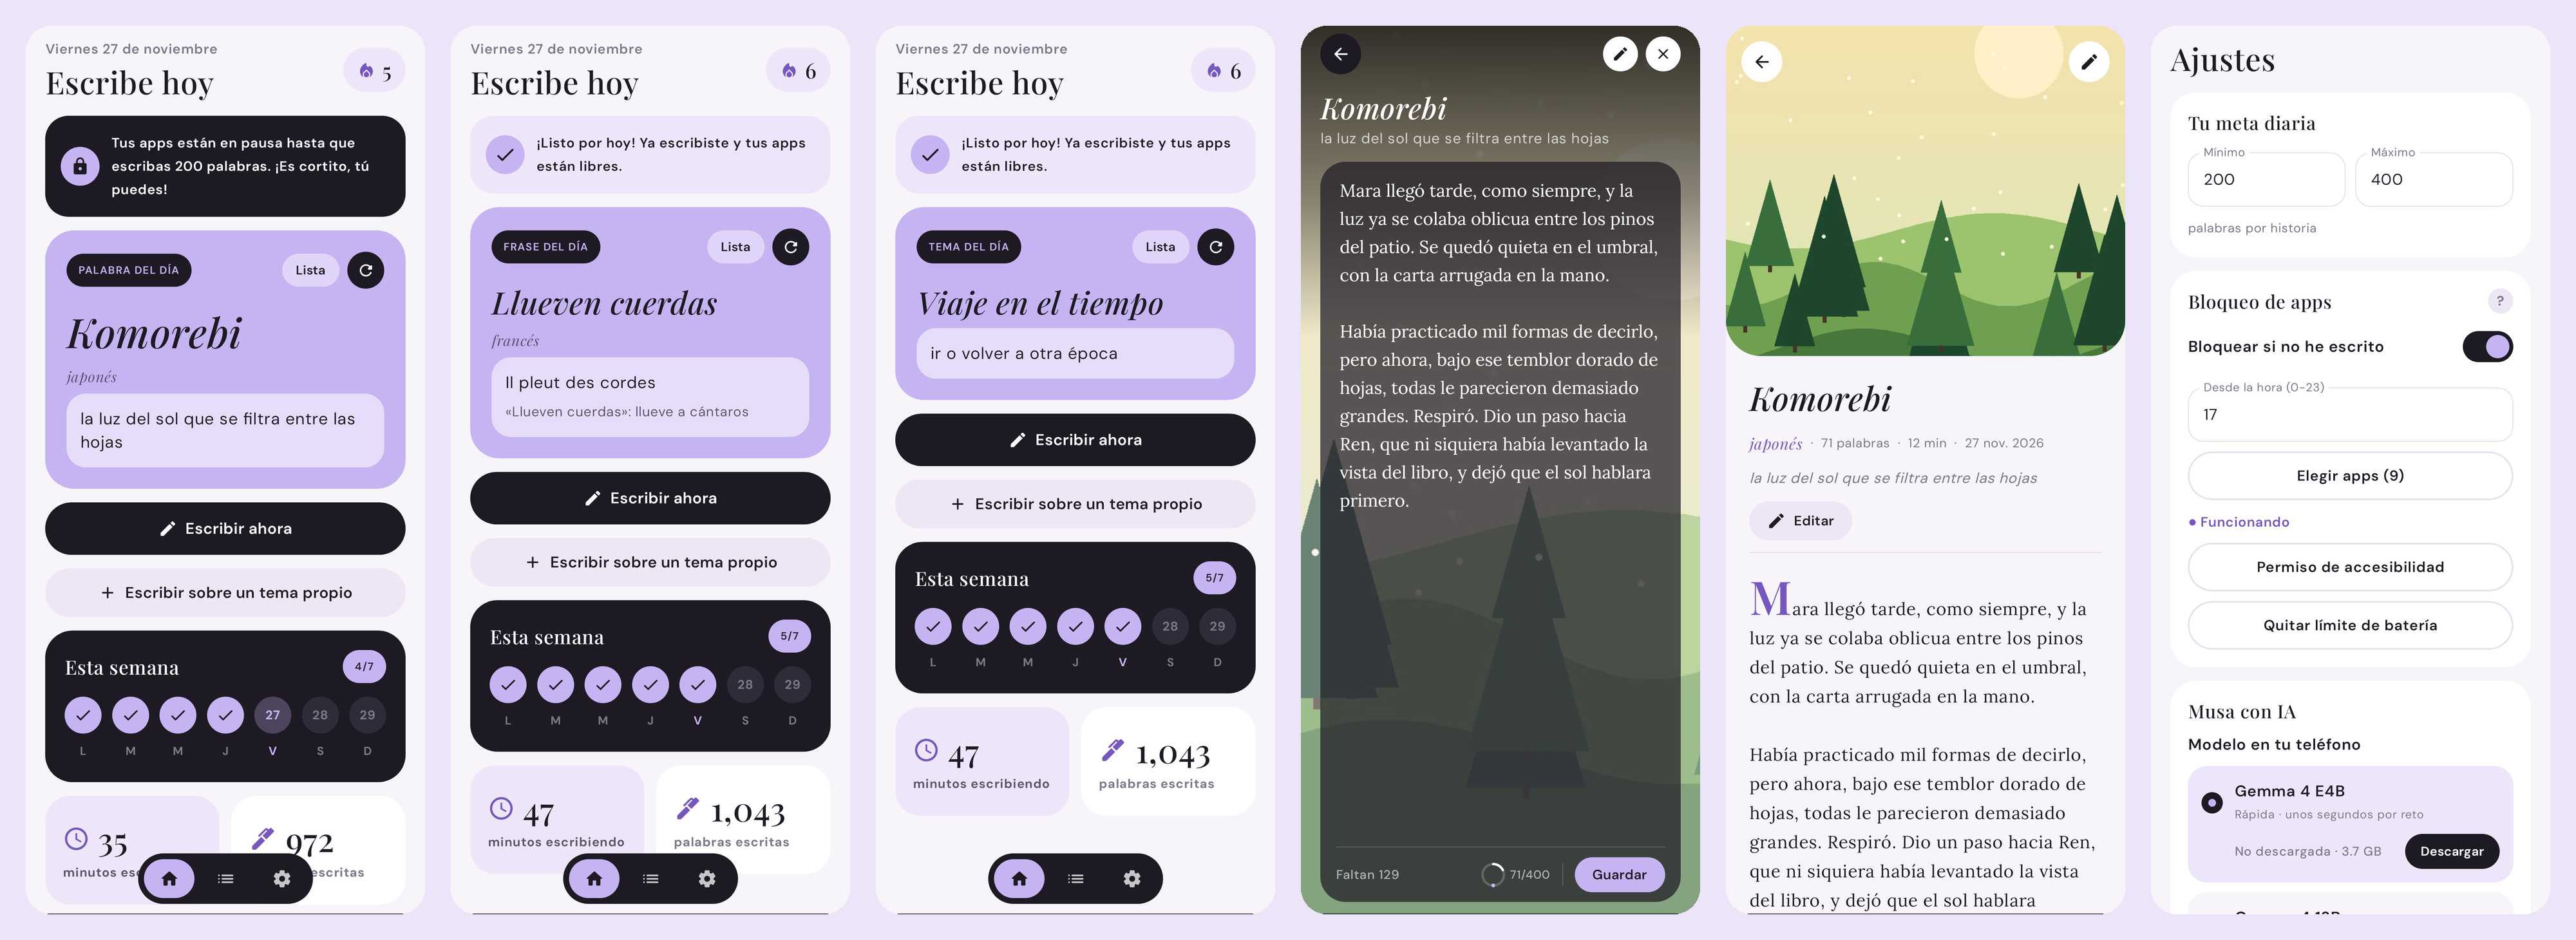 Viernes 27 de noviembre
Escribe hoy
5
Tus apps están en pausa hasta que
escribas 200 palabras. ¡Es cortito, tú
puedes!
PALABRA DEL DÍA
Lista
Komorebi
japonés
la luz del sol que se filtra entre las
hojas
Escribir ahora
+ Escribir sobre un tema propio
Esta semana
4/7
27 28 29
L M M J V S D
35
minutos esc
972
escritas
Viernes 27 de noviembre
Escribe hoy
6
¡Listo por hoy! Ya escribiste y tus apps
están libres.
FRASE DEL DÍA
Lista
Llueven cuerdas
francés
Il pleut des cordes
«Llueven cuerdas»: llueve a cántaros
Escribir ahora
+ Escribir sobre un tema propio
Esta semana
5/7
28 29
L M M J V S D
47
minutos escribiendo
1,043
palabras escritas
Viernes 27 de noviembre
Escribe hoy
6
¡Listo por hoy! Ya escribiste y tus apps
están libres.
TEMA DEL DÍA
Lista
Viaje en el tiempo
ir o volver a otra época
Escribir ahora
+ Escribir sobre un tema propio
Esta semana
5/7
28 29
L M M J V S D
47
minutos escribiendo
1,043
palabras escritas
Komorebi
la luz del sol que se filtra entre las hojas
Mara llegó tarde, como siempre, y la
luz ya se colaba oblicua entre los pinos
del patio. Se quedó quieta en el umbral,
con la carta arrugada en la mano.
Había practicado mil formas de decirlo,
pero ahora, bajo ese temblor dorado de
hojas, todas le parecieron demasiado
grandes. Respiró. Dio un paso hacia
Ren, que ni siquiera había levantado la
vista del libro, y dejó que el sol hablara
primero.
Faltan 129
71/400
Guardar
Komorebi
japonés · 71 palabras · 12 min · 27 nov. 2026
la luz del sol que se filtra entre las hojas
Editar
Mara llegó tarde, como siempre, y la
luz ya se colaba oblicua entre los pinos
del patio. Se quedó quieta en el umbral,
con la carta arrugada en la mano.
Había practicado mil formas de decirlo,
pero ahora, bajo ese temblor dorado de
hojas, todas le parecieron demasiado
grandes. Respiró. Dio un paso hacia Ren,
que ni siquiera había levantado la vista
del libro, y dejó que el sol hablara
Ajustes
Tu meta diaria
Mínimo
200
Máximo
400
palabras por historia
Bloqueo de apps
?
Bloquear si no he escrito
Desde la hora (0-23)
17
Elegir apps (9)
• Funcionando
Permiso de accesibilidad
Quitar límite de batería
Musa con IA
Modelo en tu teléfono
Gemma 4 E4B
Rápida · unos segundos por reto
No descargada · 3.7 GB
Descargar